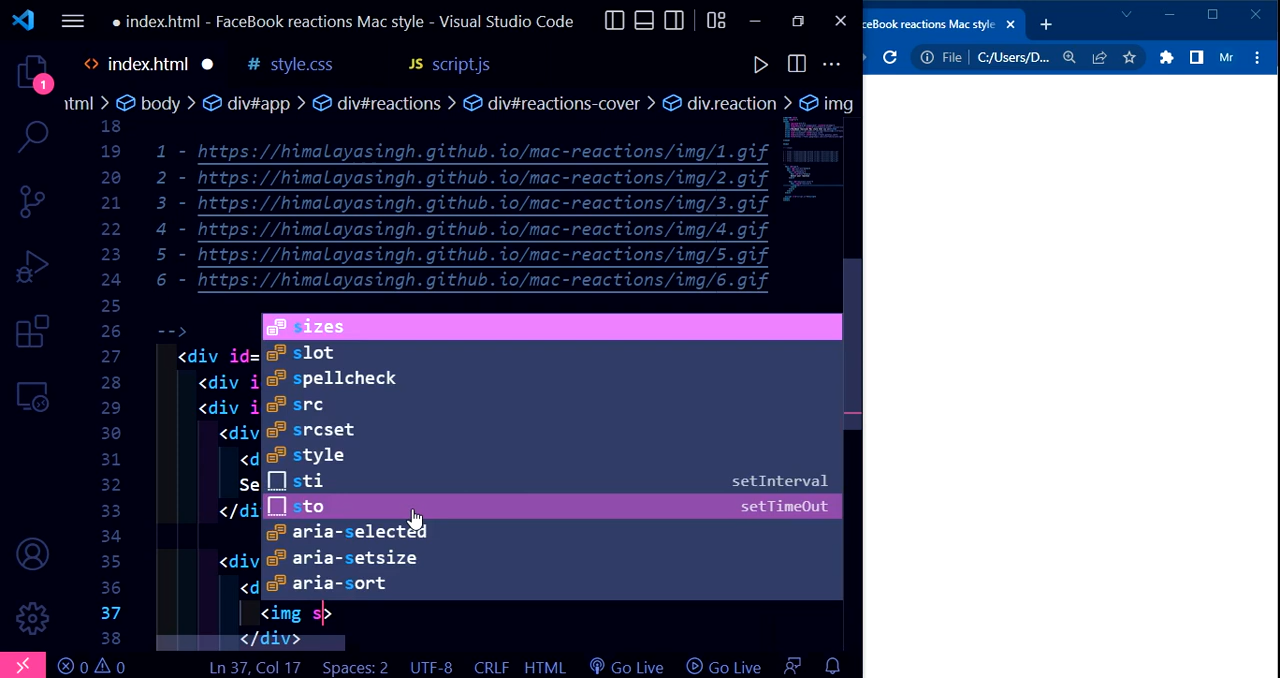 ● index.html - FaceBook reactions Mac style - Visual Studio Code
ceBook reactions Mac style
index.html
# style.css
JS script.js
File
C:/Users/D...
Mr
1
html > body > div#app > div#reactions > div#reactions-cover > div.reaction > img
18
19 1 - https://himalayasingh.github.io/mac-reactions/img/1.gif
20 2 - https://himalayasingh.github.io/mac-reactions/img/2.gif
21 3 - https://himalayasingh.github.io/mac-reactions/img/3.gif
22 4 - https://himalayasingh.github.io/mac-reactions/img/4.gif
23 5 - https://himalayasingh.github.io/mac-reactions/img/5.gif
24 6 - https://himalayasingh.github.io/mac-reactions/img/6.gif
25
26 -->
27 <div id=
28 <div i
29 <div i
30 <div
31 <d
32 Se
33 </di
34
35 <div
36 <d
37 <img s>
38 </div>
sizes
slot
spellcheck
src
srcset
style
sti setInterval
sto setTimeOut
aria-selected
aria-setsize
aria-sort
0 0 Ln 37, Col 17 Spaces: 2 UTF-8 CRLF HTML Go Live Go Live